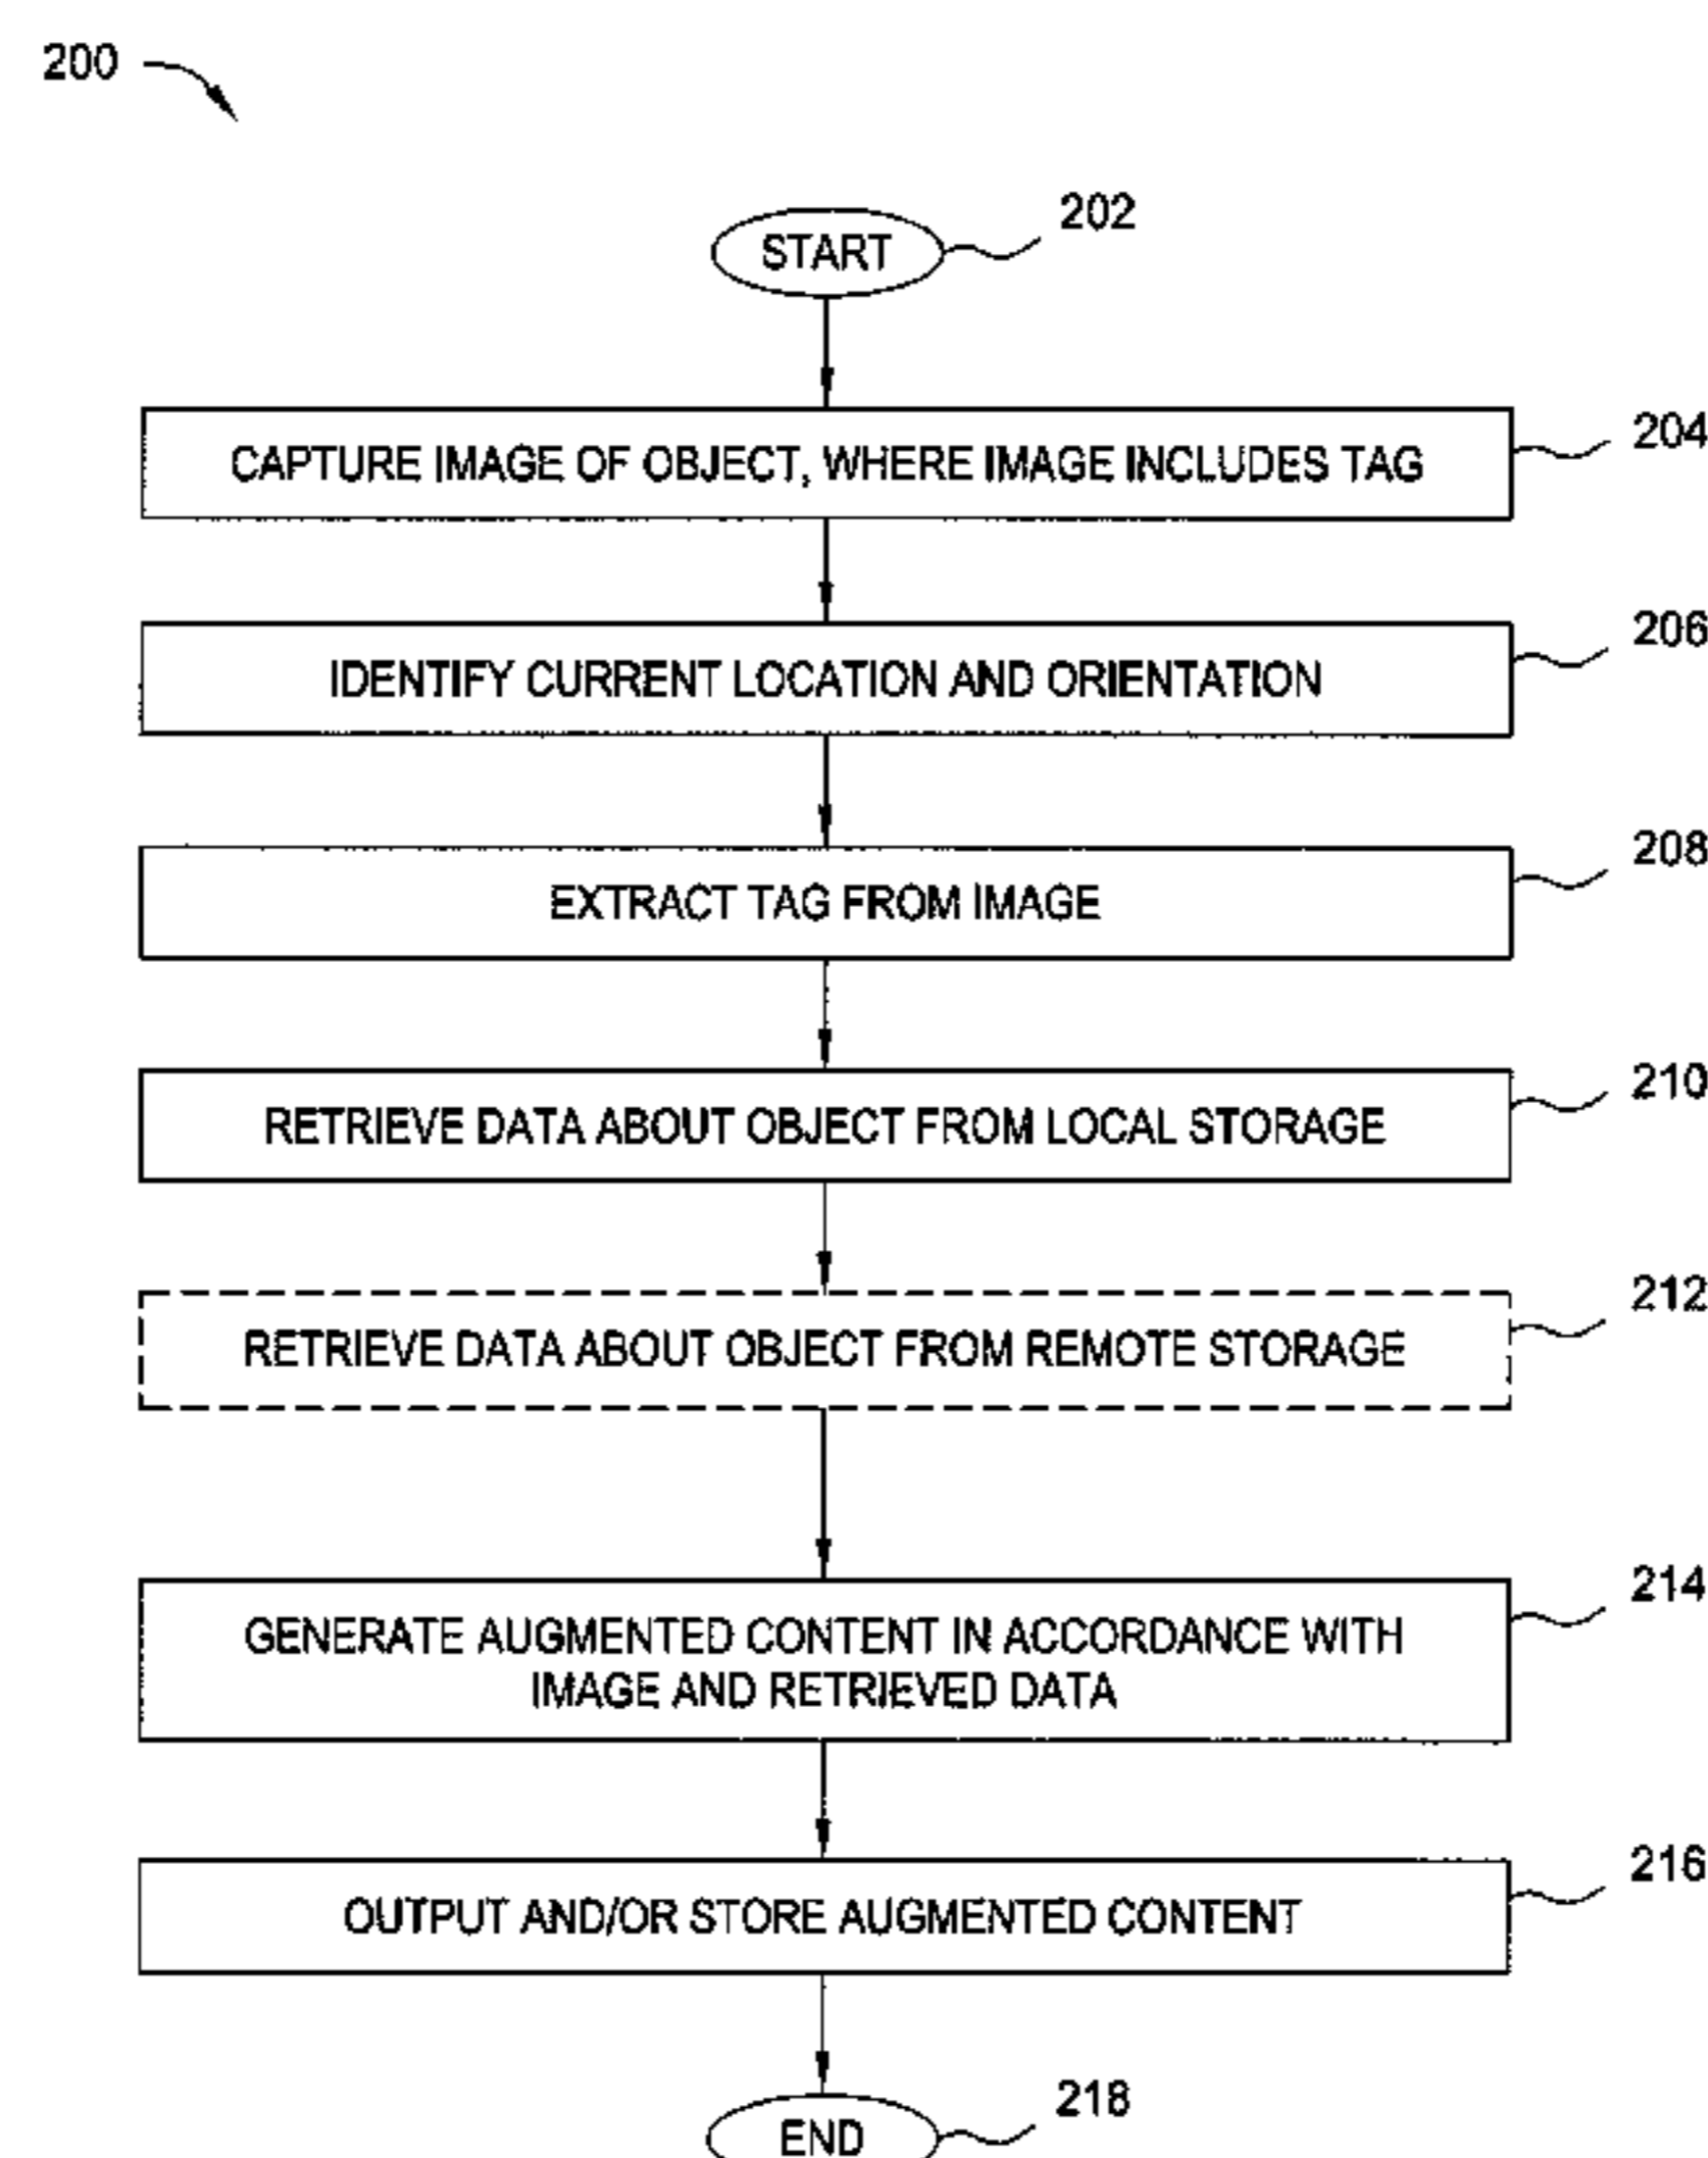 200
START
202
CAPTURE IMAGE OF OBJECT, WHERE IMAGE INCLUDES TAG
204
IDENTIFY CURRENT LOCATION AND ORIENTATION
206
EXTRACT TAG FROM IMAGE
208
RETRIEVE DATA ABOUT OBJECT FROM LOCAL STORAGE
210
RETRIEVE DATA ABOUT OBJECT FROM REMOTE STORAGE
212
GENERATE AUGMENTED CONTENT IN ACCORDANCE WITH
IMAGE AND RETRIEVED DATA
214
OUTPUT AND/OR STORE AUGMENTED CONTENT
216
END
218